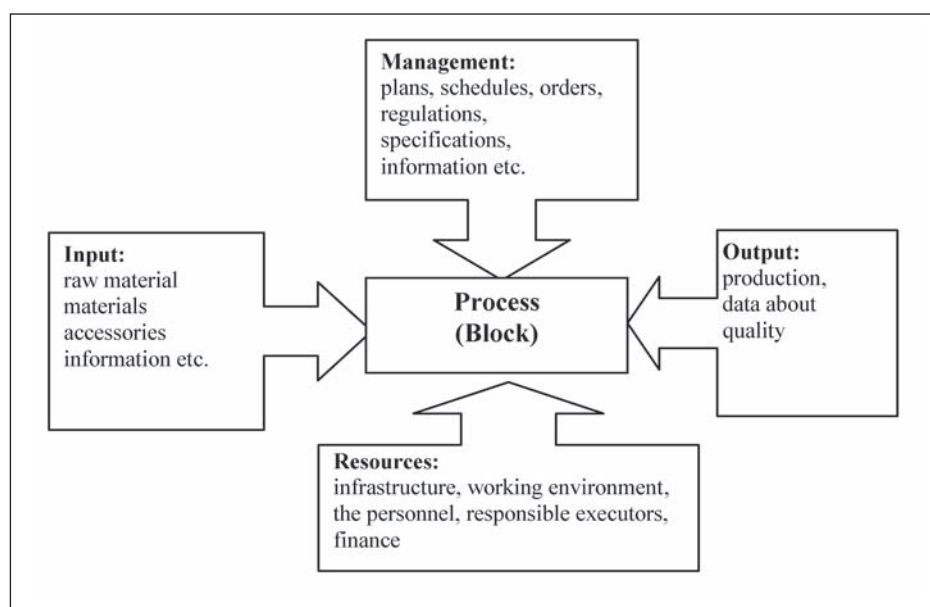 Management:
plans, schedules, orders,
regulations,
specifications,
information etc.
Input:
raw material
materials
accessories
information etc.
Process
(Block)
Output:
production,
data about
quality
Resources:
infrastructure, working environment,
the personnel, responsible executors,
finance